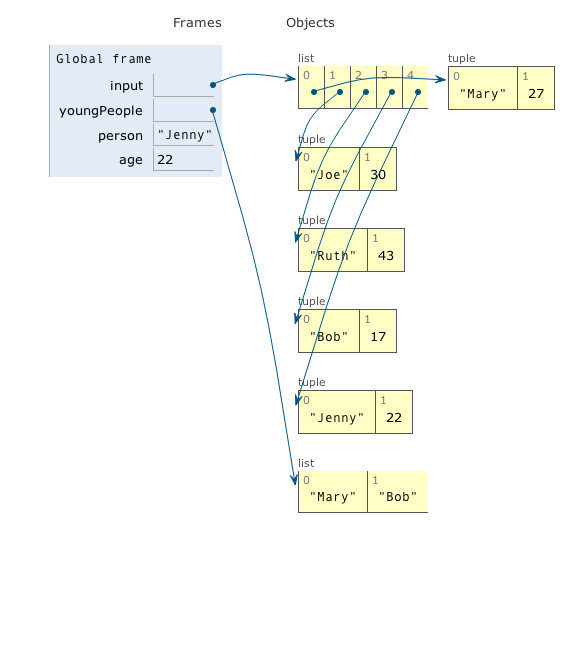 Frames Objects
Global frame
input
youngPeople
person "Jenny"
age 22
list
0 1 2 3 4
tuple
0 1
"Mary" 27
tuple
0 1
"Joe" 30
tuple
0 1
"Ruth" 43
tuple
0 1
"Bob" 17
tuple
0 1
"Jenny" 22
list
0 1
"Mary" "Bob"